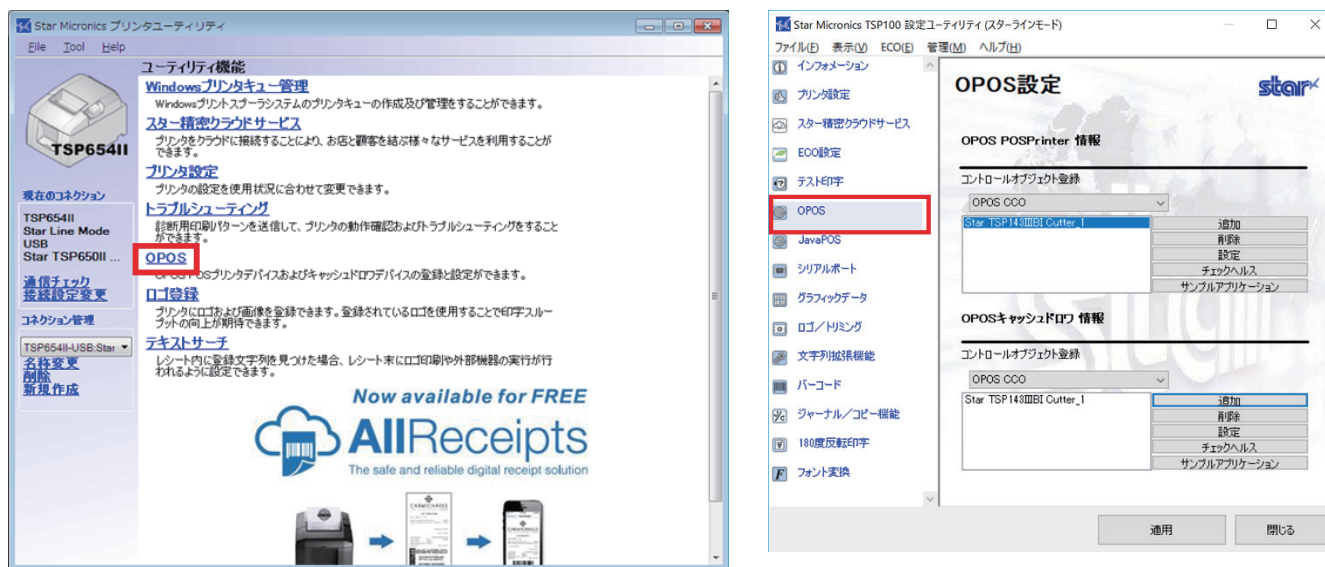 Star Micronics プリンタユーティリティ
File Tool Help
TSP654II
現在のコネクション
TSP654II
Star Line Mode
USB
Star TSP650II ...
通信チェック
接続設定変更
コネクション管理
TSP654II-USB:Star
名称変更
削除
新規作成
ユーティリティ機能
Windowsプリンタキュー管理
Windowsプリントスプーラシステムのプリンタキューの作成及び管理をすることができます。
スター精密クラウドサービス
プリンタをクラウドに接続することにより、お店と顧客を結ぶ様々なサービスを利用することが
できます。
プリンタ設定
プリンタの設定を使用状況に合わせて変更できます。
トラブルシューティング
診断用印刷パターンを送信して、プリンタの動作確認およびトラブルシューティングをすること
ができます。
OPOS
OPOS POSプリンタデバイスおよびキャッシュドロワデバイスの登録と設定ができます。
ロゴ登録
プリンタにロゴおよび画像を登録できます。登録されているロゴを使用することで印字スルー
プットの向上が期待できます。
テキストサーチ
レシート内に登録文字列を見つけた場合、レシート末にロゴ印刷や外部機器の実行が行
われるように設定できます。
Now available for FREE
AllReceipts
The safe and reliable digital receipt solution
CARMICHAELS
CARMICHAELS
Star Micronics TSP100 設定ユーティリティ (スターラインモード)
ファイル(F) 表示(V) ECO(E) 管理(M) ヘルプ(H)
インフォメーション
プリンタ設定
スター精密クラウドサービス
ECO設定
テスト印字
OPOS
JavaPOS
シリアルポート
グラフィックデータ
ロゴ／トリミング
文字列拡張機能
バーコード
ジャーナル／コピー機能
180度反転印字
フォント変換
OPOS設定
star
OPOS POSPrinter 情報
コントロールオブジェクト登録
OPOS CCO
Star TSP143IIIBI Cutter_1
追加
削除
設定
チェックヘルス
サンプルアプリケーション
OPOSキャッシュドロワ 情報
コントロールオブジェクト登録
OPOS CCO
Star TSP143IIIBI Cutter_1
追加
削除
設定
チェックヘルス
サンプルアプリケーション
適用
閉じる